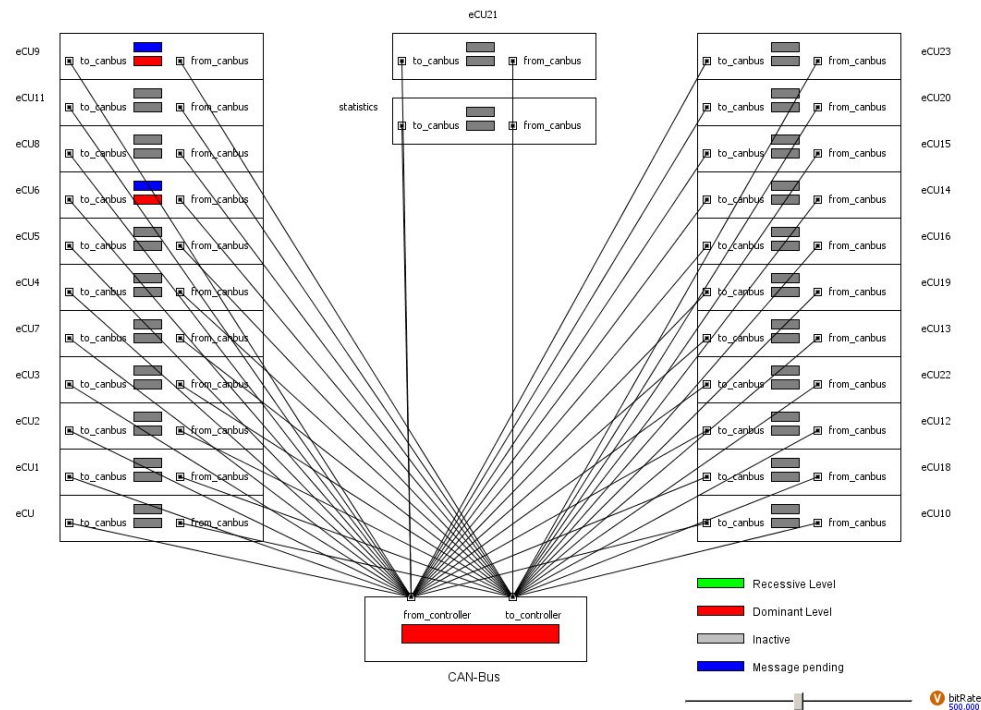 eCU21
eCU9
to_canbus
from_canbus
to_canbus
from_canbus
to_canbus
from_canbus
eCU23
eCU11
to_canbus
from_canbus
statistics
to_canbus
from_canbus
to_canbus
from_canbus
eCU20
eCU8
to_canbus
from_canbus
to_canbus
from_canbus
eCU15
eCU6
to_canbus
from_canbus
to_canbus
from_canbus
eCU14
eCU5
to_canbus
from_canbus
to_canbus
from_canbus
eCU16
eCU4
to_canbus
from_canbus
to_canbus
from_canbus
eCU19
eCU7
to_canbus
from_canbus
to_canbus
from_canbus
eCU13
eCU3
to_canbus
from_canbus
to_canbus
from_canbus
eCU22
eCU2
to_canbus
from_canbus
to_canbus
from_canbus
eCU12
eCU1
to_canbus
from_canbus
to_canbus
from_canbus
eCU18
eCU
to_canbus
from_canbus
to_canbus
from_canbus
eCU10
from_controller
to_controller
CAN-Bus
Recessive Level
Dominant Level
Inactive
Message pending
V bitRate
500.000